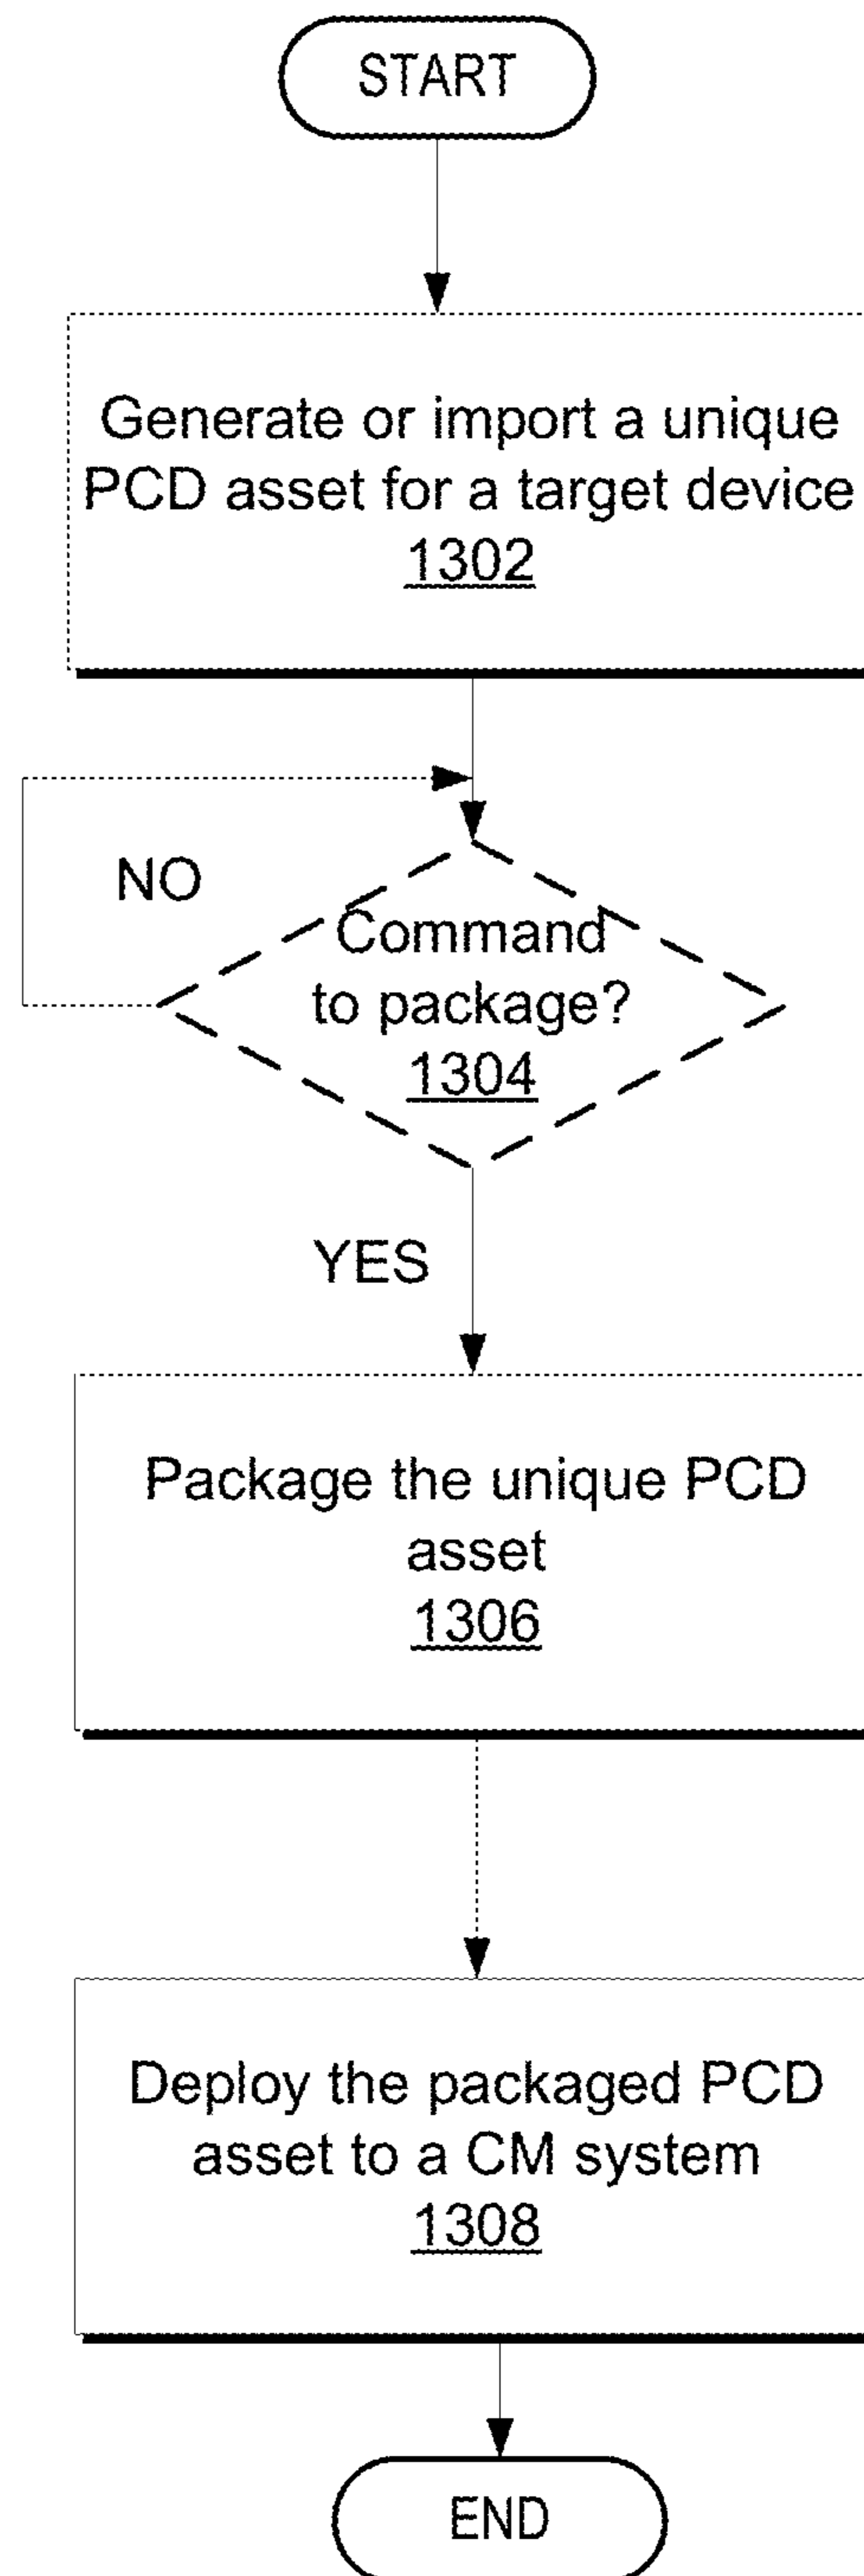 START
Generate or import a unique
PCD asset for a target device
1302
NO
Command
to package?
1304
YES
Package the unique PCD
asset
1306
Deploy the packaged PCD
asset to a CM system
1308
END